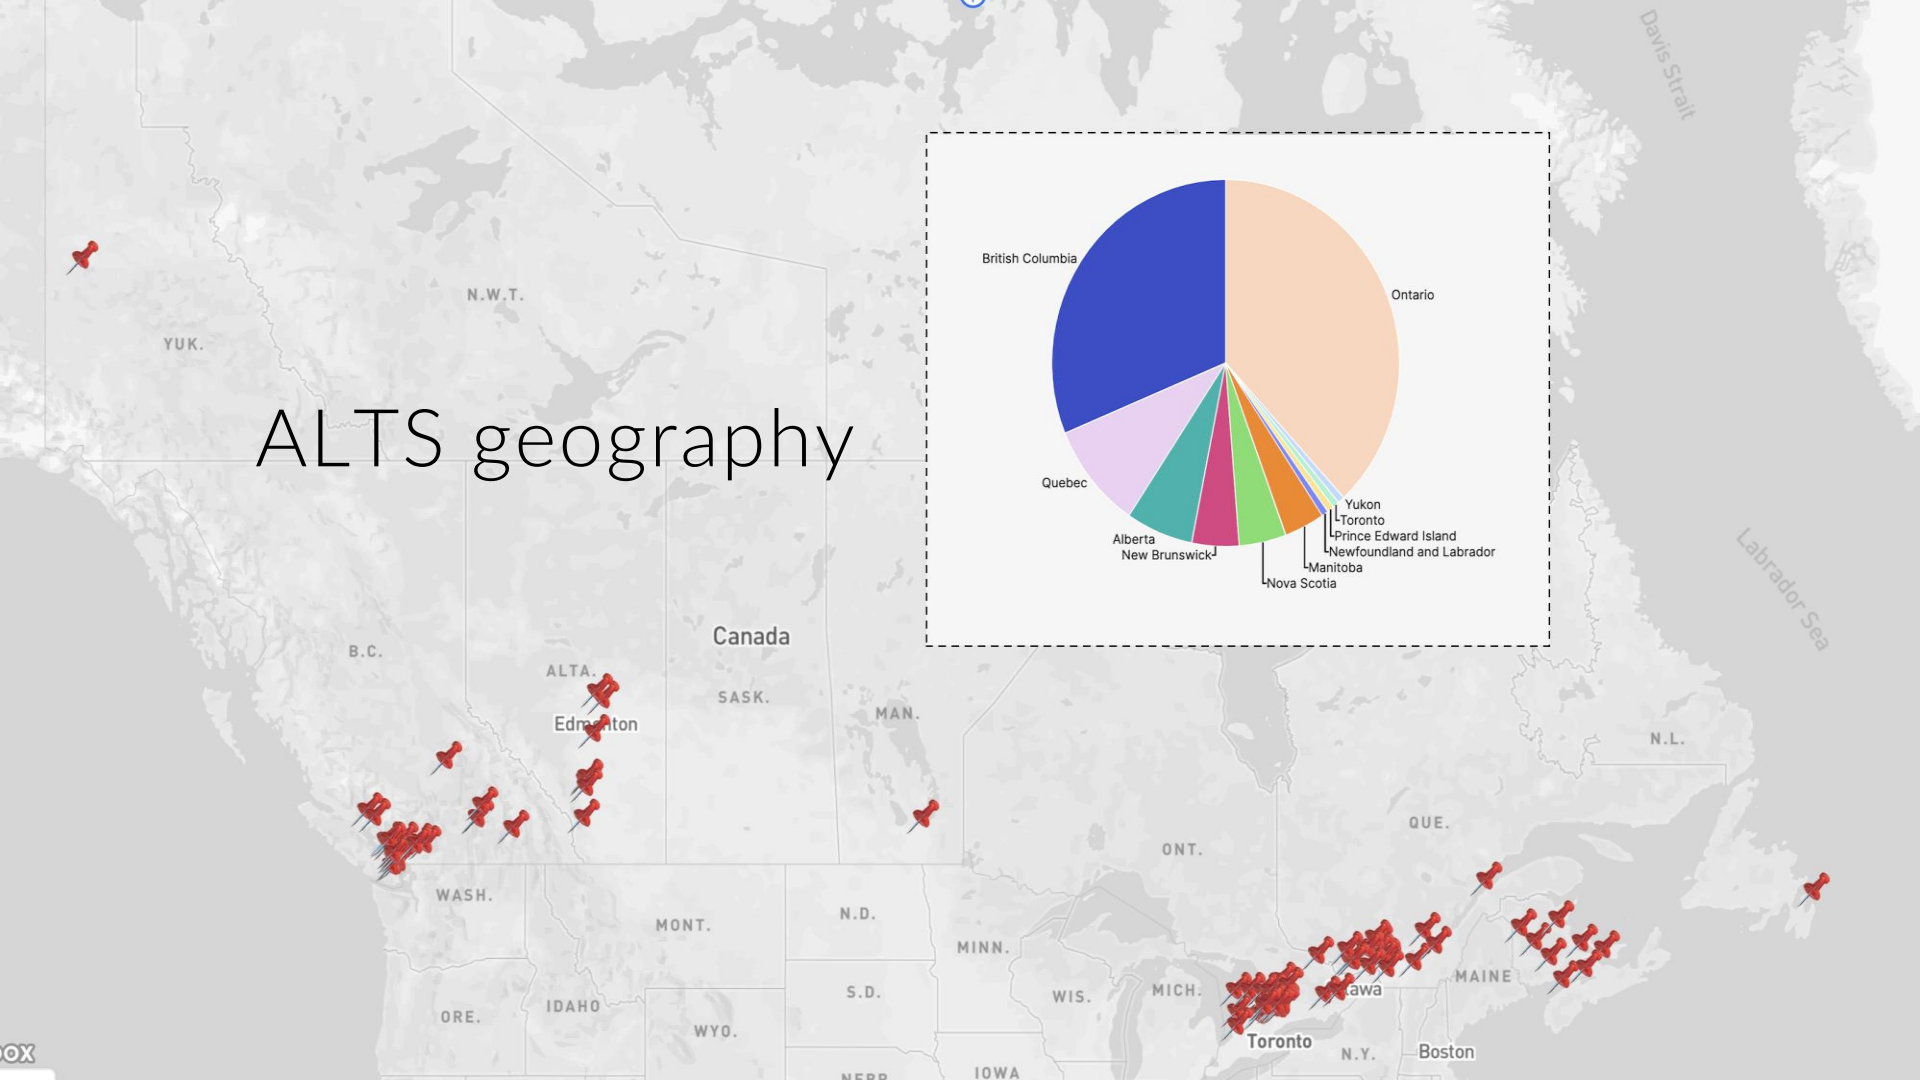 Davis Strait
British Columbia
N.W.T.
Ontario
YUK.
ALTS geography
Quebec
Yukon
Toronto
Alberta
Prince Edward Island
New Brunswick
Newfoundland and Labrador
Manitoba
Nova Scotia
Labrador Sea
Canada
B.C.
ALTA.
SASK.
MAN.
Edmonton
N.L.
QUE.
ONT.
WASH.
N.D.
MONT.
MINN.
MAINE
S.D.
WIS.
MICH.
IDAHO
ORE.
WYO.
Toronto
N.Y.
Boston
IOWA